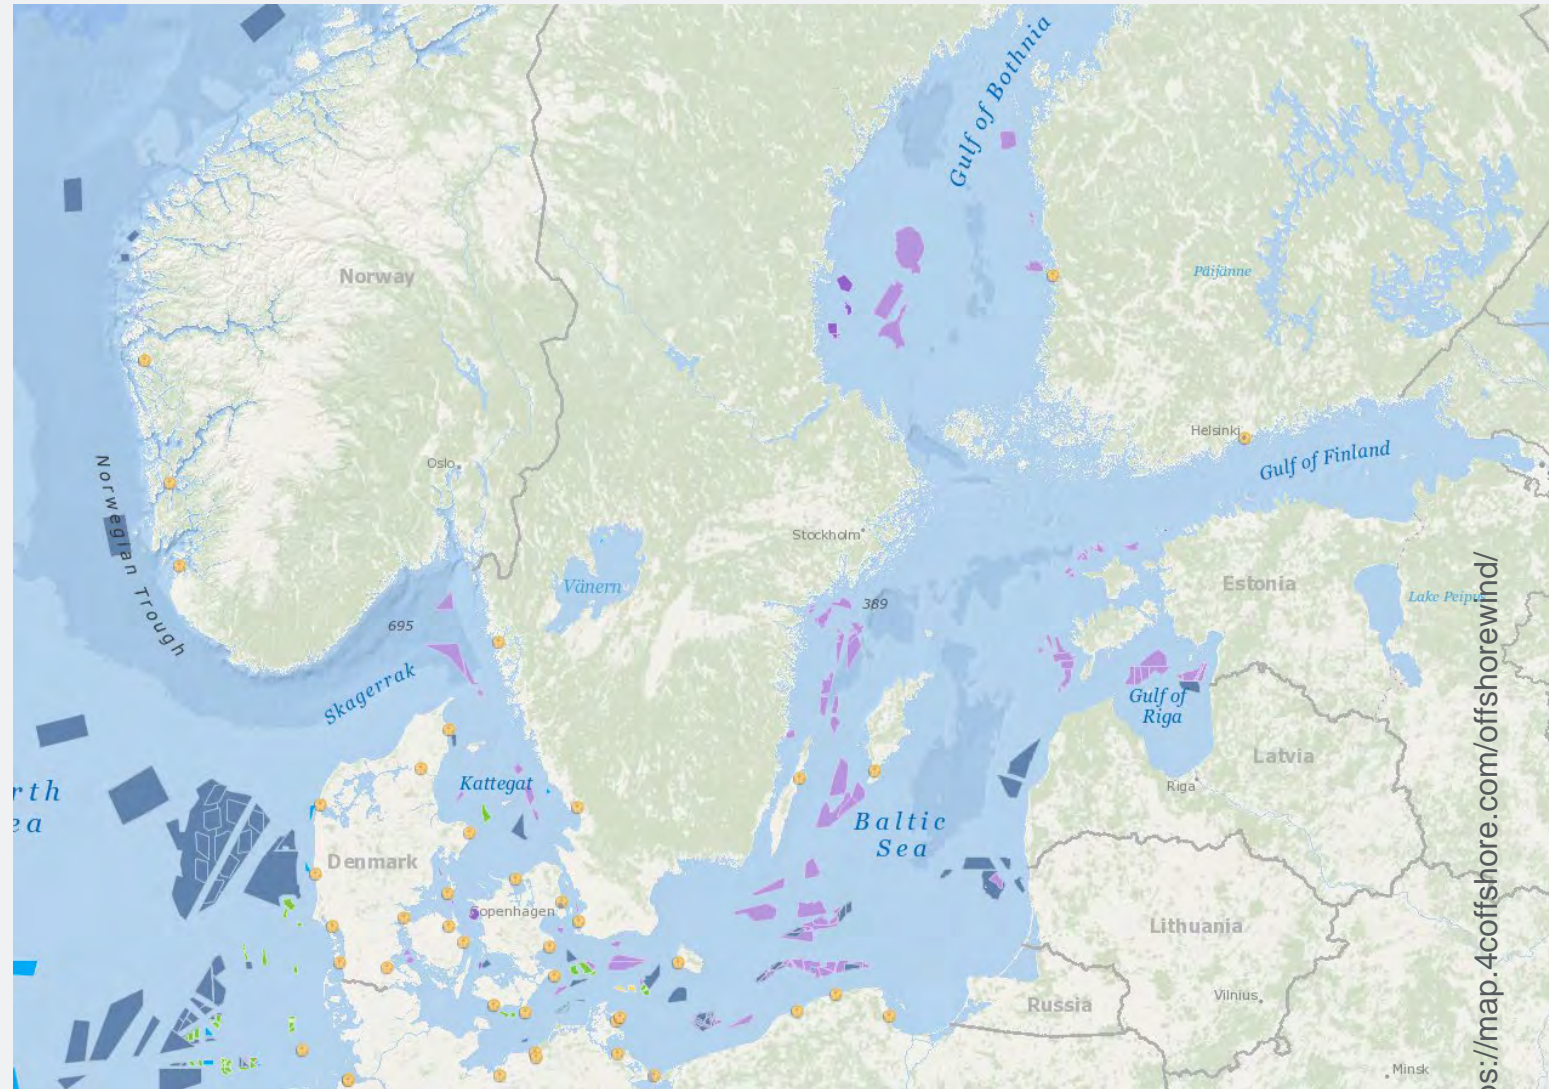 Gulf of Bothnia
Norway
Päijänne
Helsinki
Gulf of Finland
Oslo
Norwegian Trough
Stockholm
Vänern
Estonia
Lake Peipus
389
695
Skagerrak
Gulf of
Riga
Latvia
Riga
rth
ea
Kattegat
Baltic
Sea
Denmark
Copenhagen
Lithuania
Russia
Vilnius
Minsk
ps://map.4coffshore.com/offshorewind/